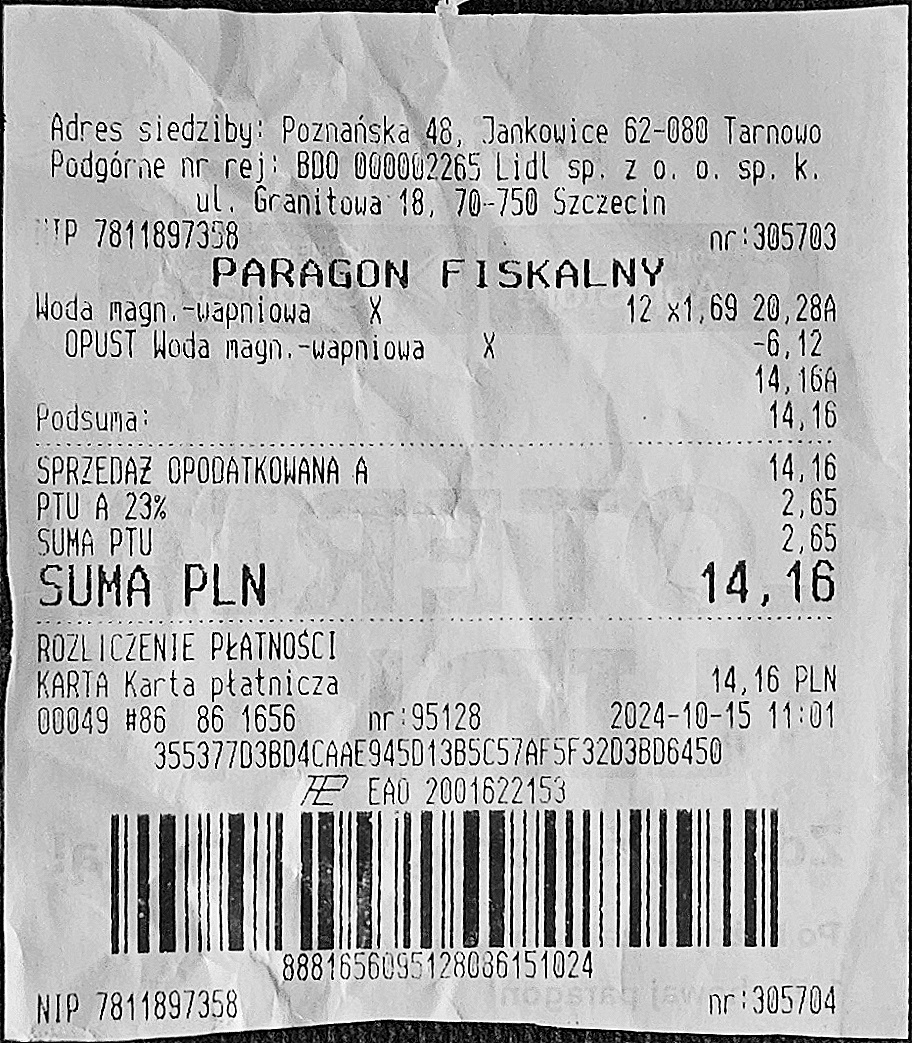 Adres siedziby: Poznańska 48, Jankowice 62-080 Tarnowo
Podgórne nr rej: BDO 000002265 Lidl sp. z o. o. sp. k.
ul. Granitowa 18, 70-750 Szczecin
NIP 7811897358 nr:305703
PARAGON FISKALNY
Woda magn.-wapniowa X 12 x1,69 20,28A
OPUST Woda magn.-wapniowa X -6,12
14,16A
Podsuma: 14,16
SPRZEDAŻ OPODATKOWANA A 14,16
PTU A 23% 2,65
SUMA PTU 2,65
SUMA PLN 14,16
ROZLICZENIE PŁATNOŚCI
KARTA Karta płatnicza 14,16 PLN
00049 #86 86 1656 nr:95128 2024-10-15 11:01
355377D3BD4CAAE945D13B5C57AF5F32D3BD6450
EAO 2001622153
8881656095128086151024
NIP 7811897358 nr:305704